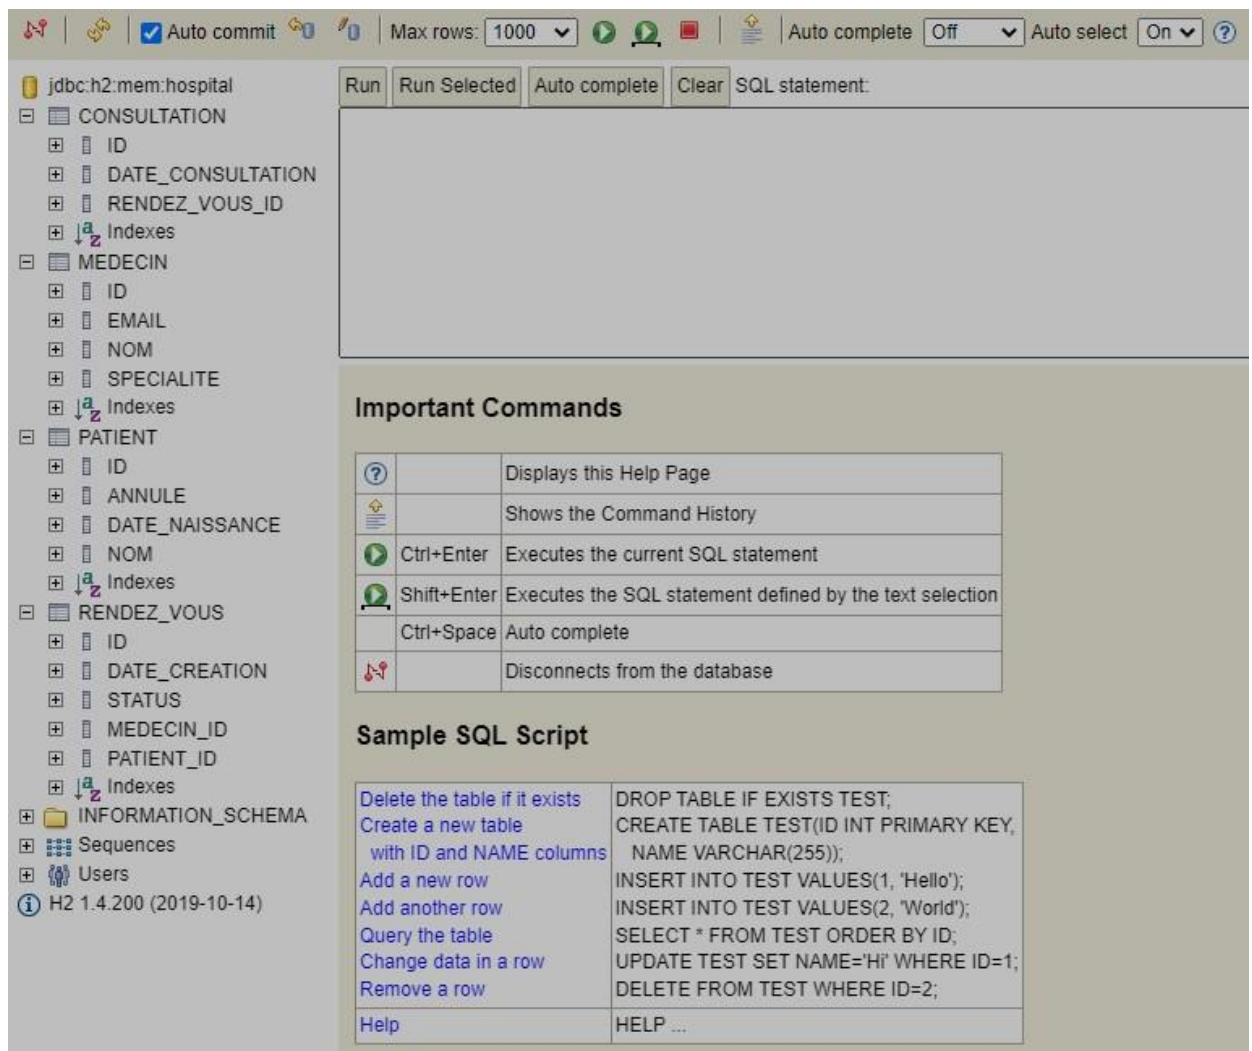 Auto commit Max rows: 1000 Auto complete Off Auto select On
jdbc:h2:mem:hospital
CONSULTATION
ID
DATE_CONSULTATION
RENDEZ_VOUS_ID
Indexes
MEDECIN
ID
EMAIL
NOM
SPECIALITE
Indexes
PATIENT
ID
ANNULE
DATE_NAISSANCE
NOM
Indexes
RENDEZ_VOUS
ID
DATE_CREATION
STATUS
MEDECIN_ID
PATIENT_ID
Indexes
INFORMATION_SCHEMA
Sequences
Users
H2 1.4.200 (2019-10-14)
Run Run Selected Auto complete Clear SQL statement:
Important Commands
Displays this Help Page
Shows the Command History
Ctrl+Enter Executes the current SQL statement
Shift+Enter Executes the SQL statement defined by the text selection
Ctrl+Space Auto complete
Disconnects from the database
Sample SQL Script
Delete the table if it exists DROP TABLE IF EXISTS TEST;
Create a new table CREATE TABLE TEST(ID INT PRIMARY KEY,
with ID and NAME columns NAME VARCHAR(255));
Add a new row INSERT INTO TEST VALUES(1, 'Hello');
Add another row INSERT INTO TEST VALUES(2, 'World');
Query the table SELECT * FROM TEST ORDER BY ID;
Change data in a row UPDATE TEST SET NAME='Hi' WHERE ID=1;
Remove a row DELETE FROM TEST WHERE ID=2;
Help HELP ...